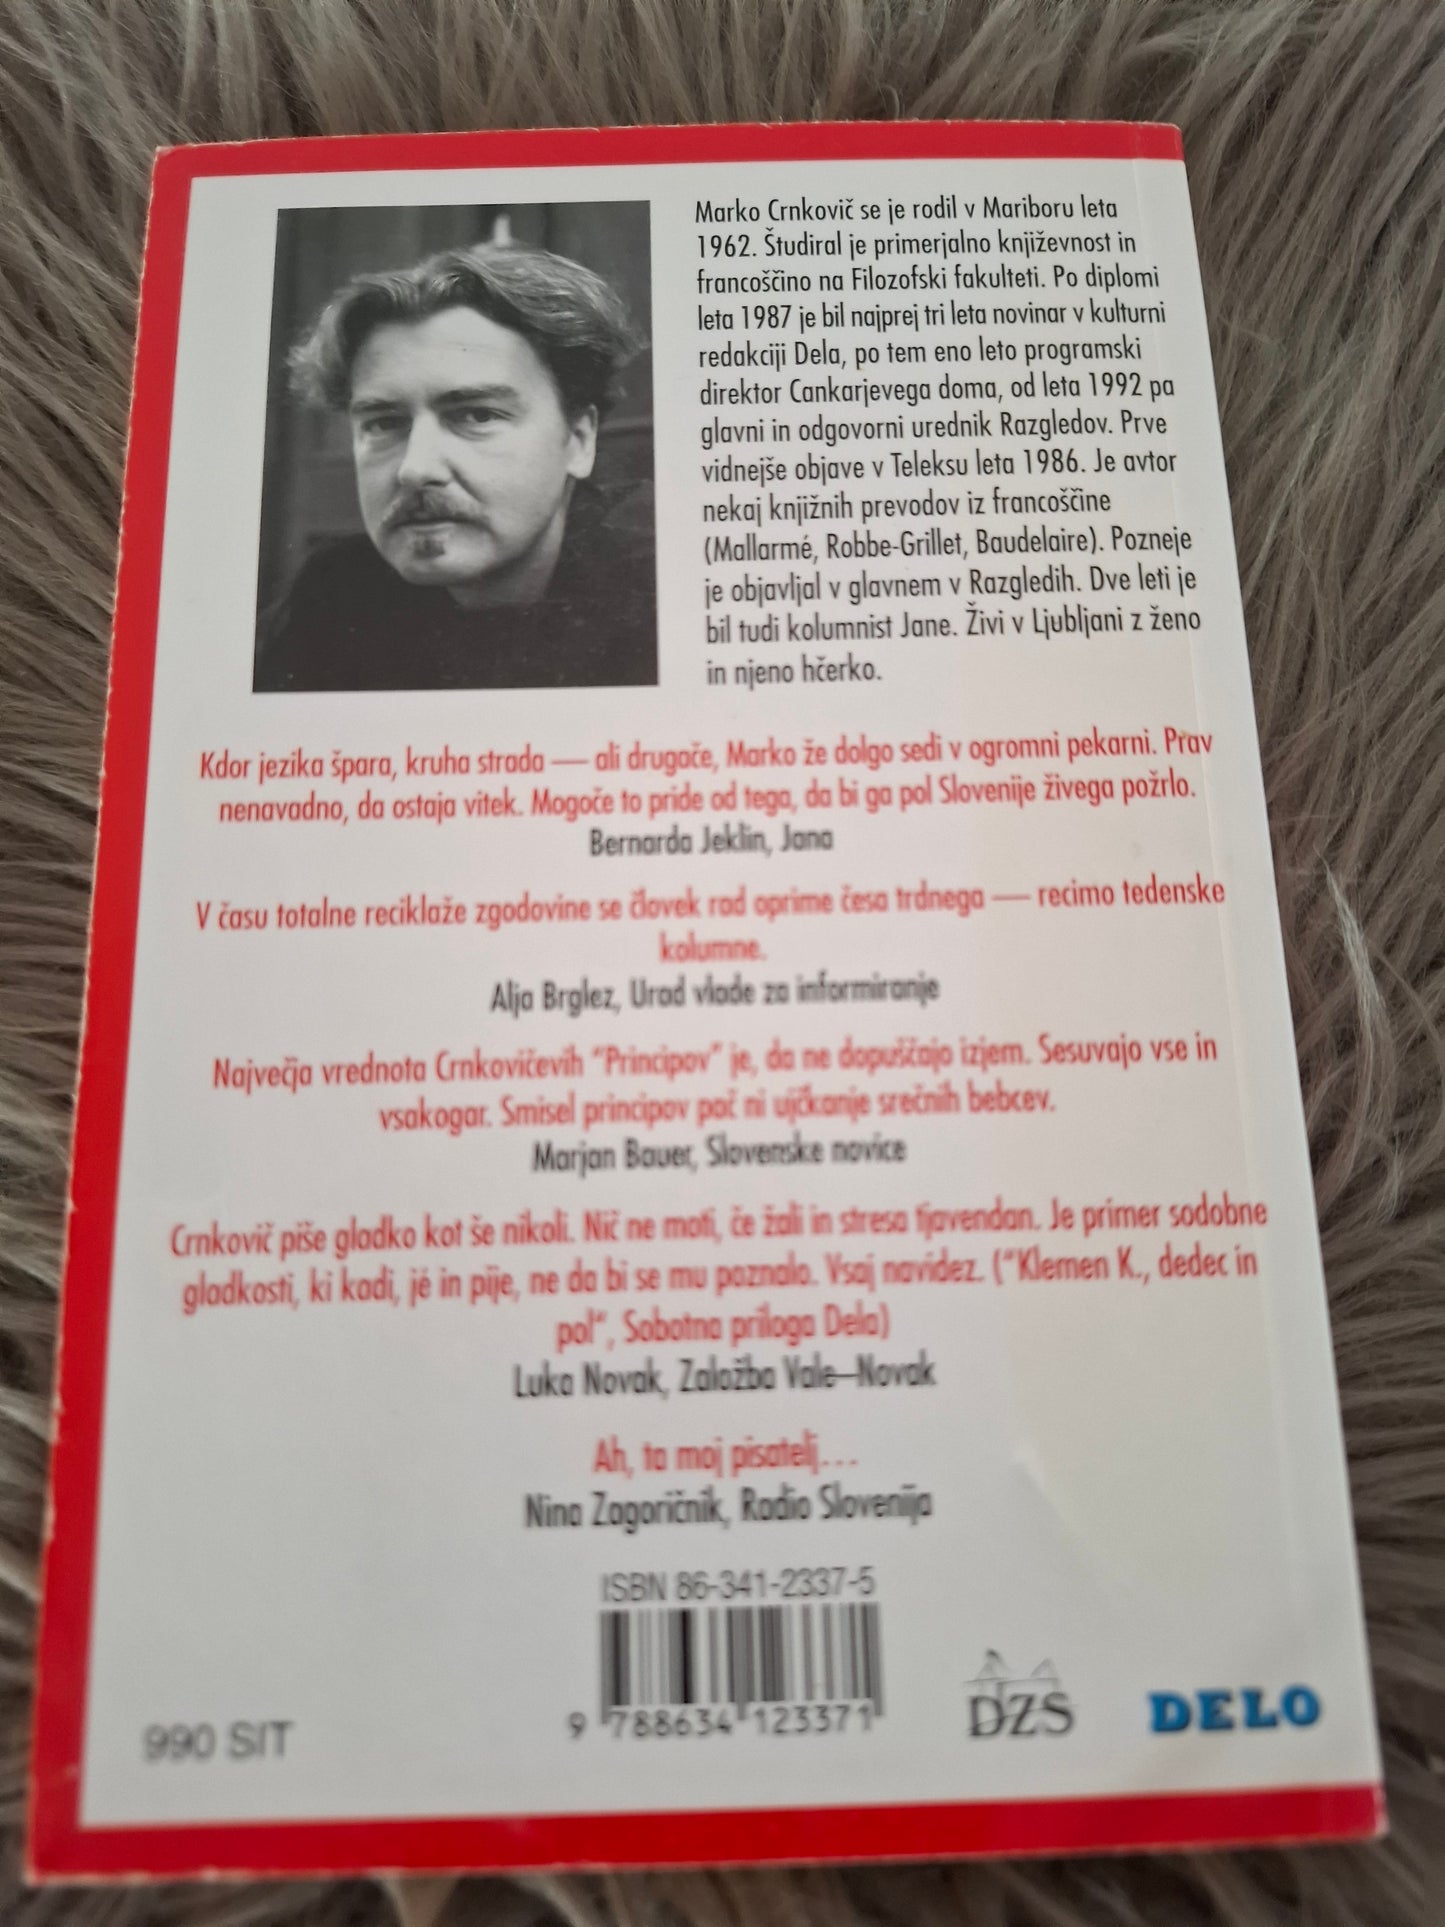 Marko Crnkovič se je rodil v Mariboru leta
1962. Študiral je primerjalno književnost in
francoščino na Filozofski fakulteti. Po diplomi
leta 1987 je bil najprej tri leta novinar v kulturni
redakciji Dela, po tem eno leto programski
direktor Cankarjevega doma, od leta 1992 pa
glavni in odgovorni urednik Razgledov. Prve
vidnejše objave v Teleksu leta 1986. Je avtor
nekaj knjižnih prevodov iz francoščine
(Mallarmé, Robbe-Grillet, Baudelaire). Pozneje
je objavljal v glavnem v Razgledih. Dve leti je
bil tudi kolumnist Jane. Živi v Ljubljani z ženo
in njeno hčerko.
Kdor jezika špara, kruha strada — ali drugače, Marko že dolgo sedi v ogromni pekarni. Prav
nenavadno, da ostaja vitek. Mogoče to pride od tega, da bi ga pol Slovenije živega požrlo.
Bernarda Jeklin, Jana
V času totalne reciklaže zgodovine se človek rad oprime česa trdnega — recimo tedenske
kolumne.
Alja Brglez, Urad vlade za informiranje
Največja vrednota Crnkovičevih "Principov" je, da ne dopuščajo izjem. Sesuvajo vse in
vsakogar. Smisel principov pač ni ujčkanje srečnih bebcev.
Marjan Bauer, Slovenske novice
Crnkovič piše gladko kot še nikoli. Nič ne moti, če žali in stresa tjavendan. Je primer sodobne
gladkosti, ki kadi, jé in pije, ne da bi se mu poznalo. Vsaj navidez. ("Klemen K., dedec in
pol", Sobotna priloga Dela)
Luka Novak, Založba Vale–Novak
Ah, ta moj pisatelj...
Nina Zagoričnik, Radio Slovenija
ISBN 86-341-2337-5
9 788634 123371
990 SIT
DZS
DELO